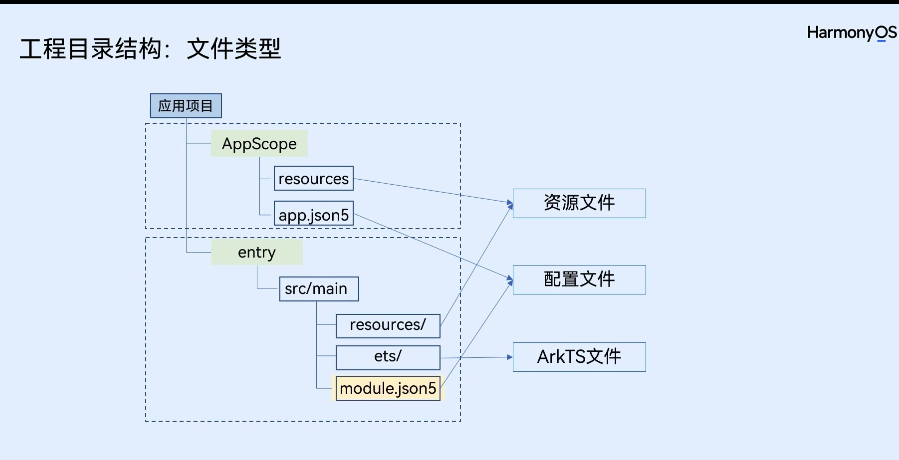 HarmonyOS
工程目录结构：文件类型
应用项目
AppScope
resources
app.json5
entry
src/main
resources/
ets/
module.json5
资源文件
配置文件
ArkTS文件